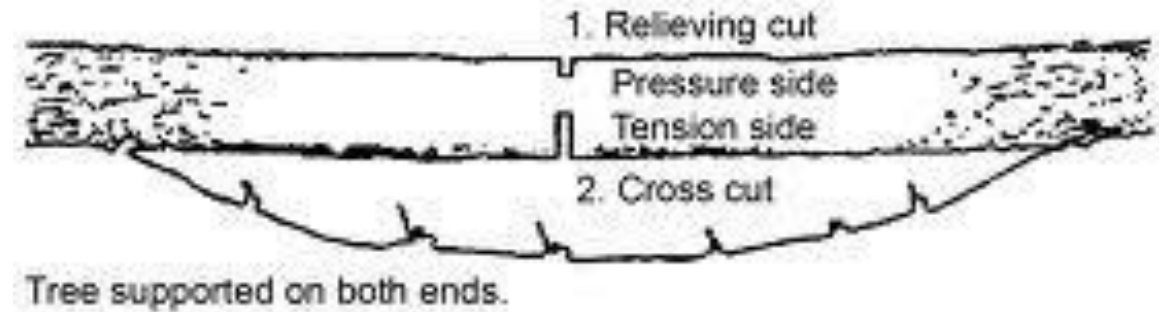 1. Relieving cut
Pressure side
Tension side
2. Cross cut
Tree supported on both ends.